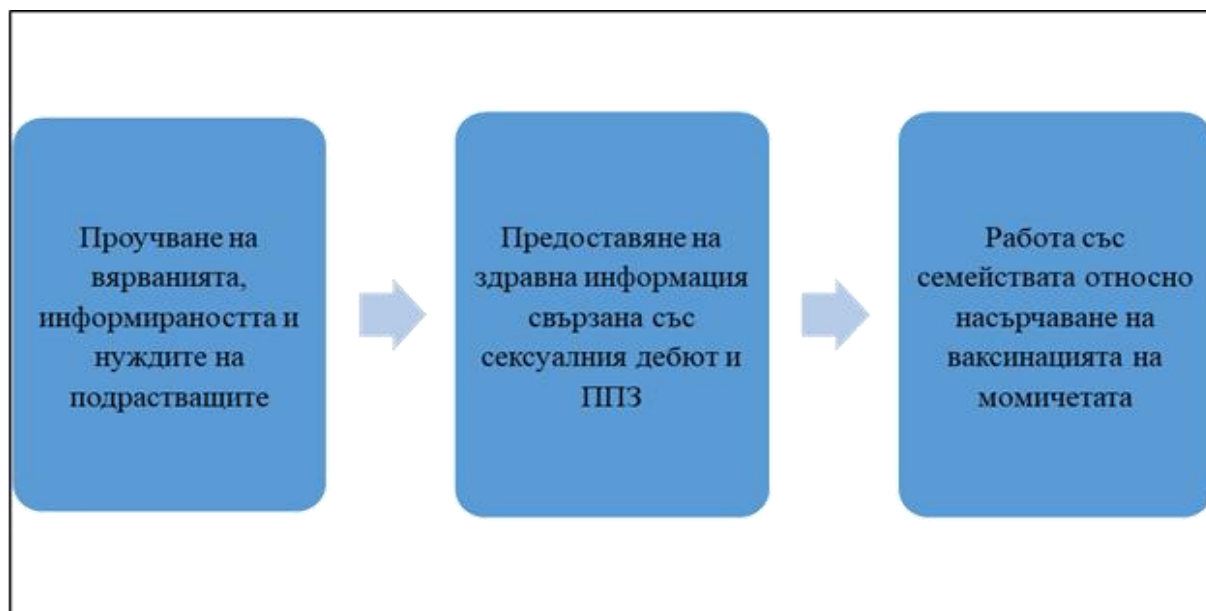 Проучване на
вярванията,
информираността и
нуждите на
подрастващите
Предоставяне на
здравна информация
свързана със
сексуалния дебют и
ППЗ
Работа със
семействата относно
насърчаване на
ваксинацията на
момичетата